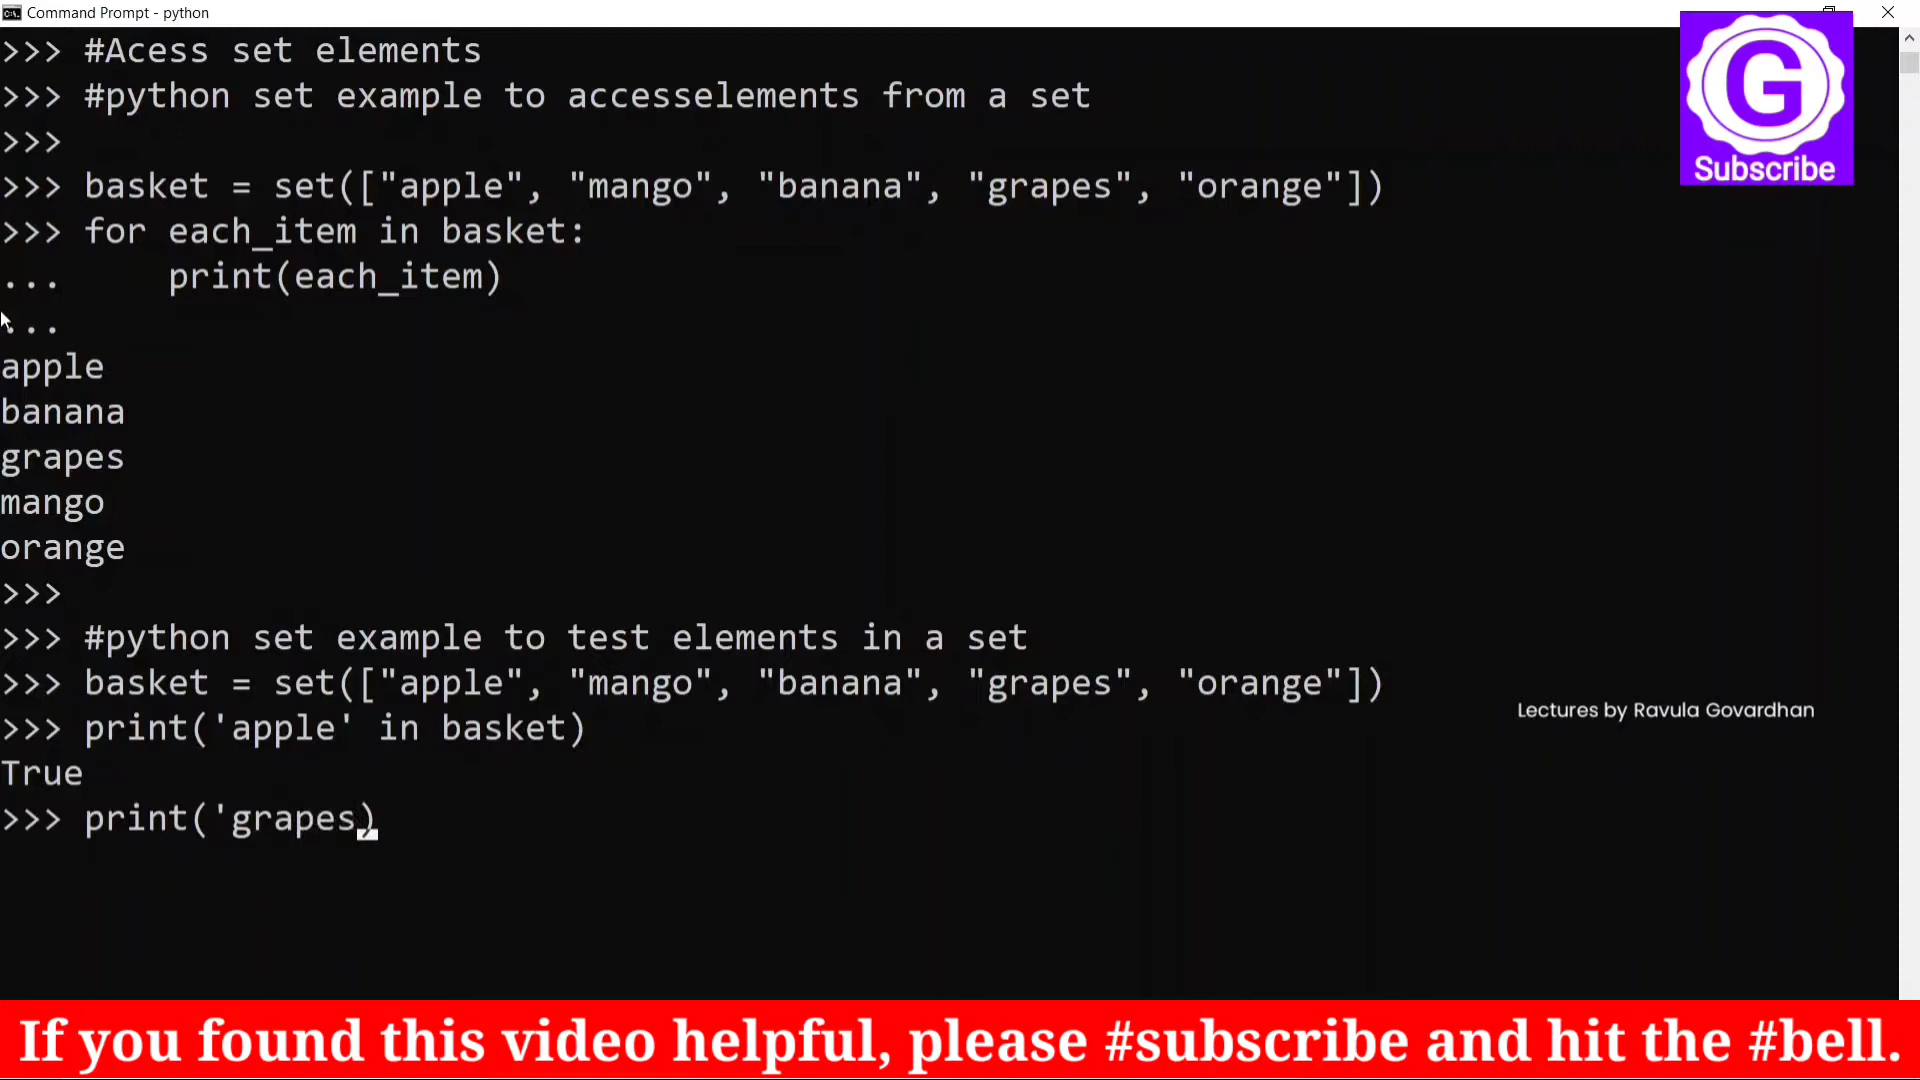 Command Prompt - python
>>> #Acess set elements
>>> #python set example to accesselements from a set
>>>
>>> basket = set(["apple", "mango", "banana", "grapes", "orange"])
>>> for each_item in basket:
...     print(each_item)
...
apple
banana
grapes
mango
orange
>>>
>>> #python set example to test elements in a set
>>> basket = set(["apple", "mango", "banana", "grapes", "orange"])
>>> print('apple' in basket)
True
>>> print('grapes)
G
Subscribe
Lectures by Ravula Govardhan
If you found this video helpful, please #subscribe and hit the #bell.